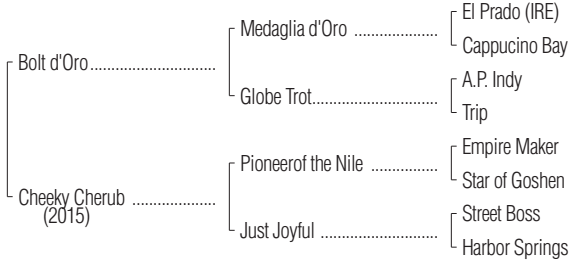 El Prado (IRE)
Medaglia d'Oro ..................
Cappucino Bay
Bolt d'Oro.............................
A.P. Indy
Globe Trot.............................
Trip
Empire Maker
Pioneerof the Nile ...............
Star of Goshen
Cheeky Cherub ...................
(2015)
Street Boss
Just Joyful ...........................
Harbor Springs